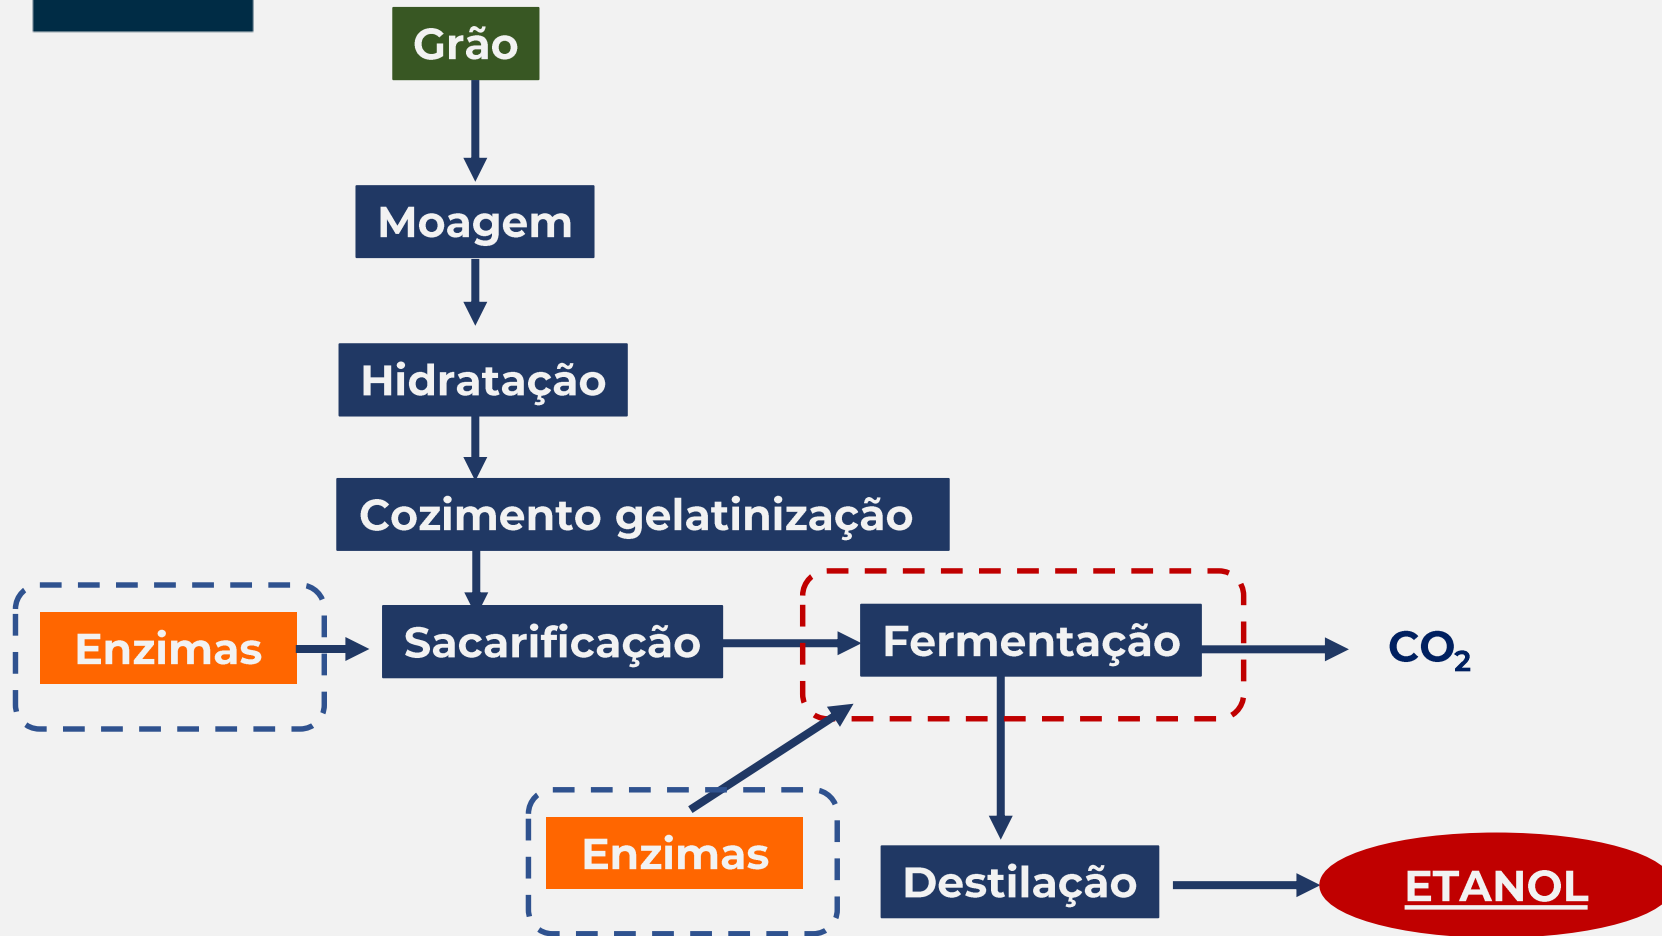 Grão
Moagem
Hidratação
Cozimento gelatinização
Enzimas
Sacarificação
Fermentação
CO₂
Enzimas
Destilação
ETANOL